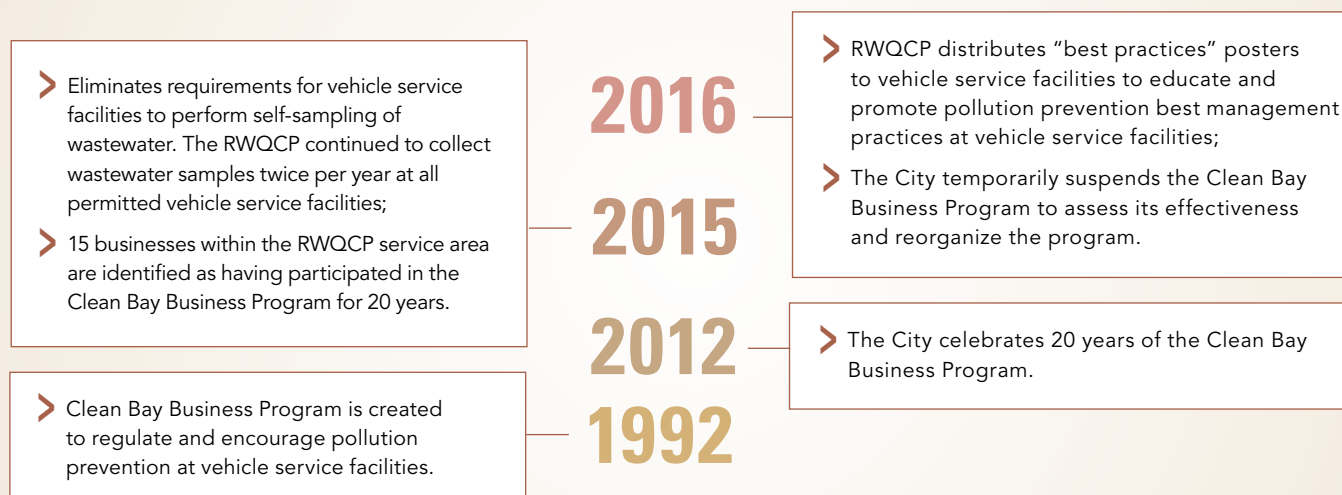 2016
RWQCP distributes “best practices” posters
to vehicle service facilities to educate and
promote pollution prevention best management
practices at vehicle service facilities;
The City temporarily suspends the Clean Bay
Business Program to assess its effectiveness
and reorganize the program.
Eliminates requirements for vehicle service
facilities to perform self-sampling of
wastewater. The RWQCP continued to collect
wastewater samples twice per year at all
permitted vehicle service facilities;
15 businesses within the RWQCP service area
are identified as having participated in the
Clean Bay Business Program for 20 years.
2015
2012
The City celebrates 20 years of the Clean Bay
Business Program.
Clean Bay Business Program is created
to regulate and encourage pollution
prevention at vehicle service facilities.
1992